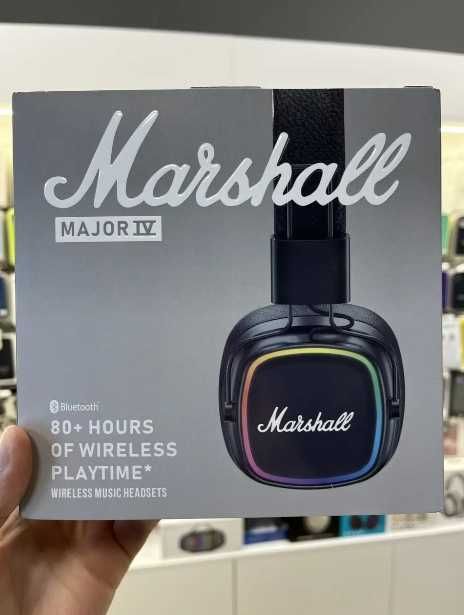 Marshall
MAJOR IV
Bluetooth
80+ HOURS
OF WIRELESS
PLAYTIME*
WIRELESS MUSIC HEADSETS
Marshall